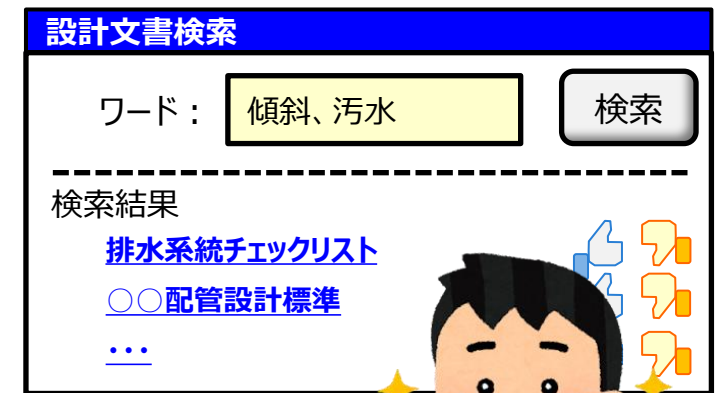 設計文書検索
ワード： 傾斜、汚水 検索
検索結果
排水系統チェックリスト
○○配管設計標準
・・・